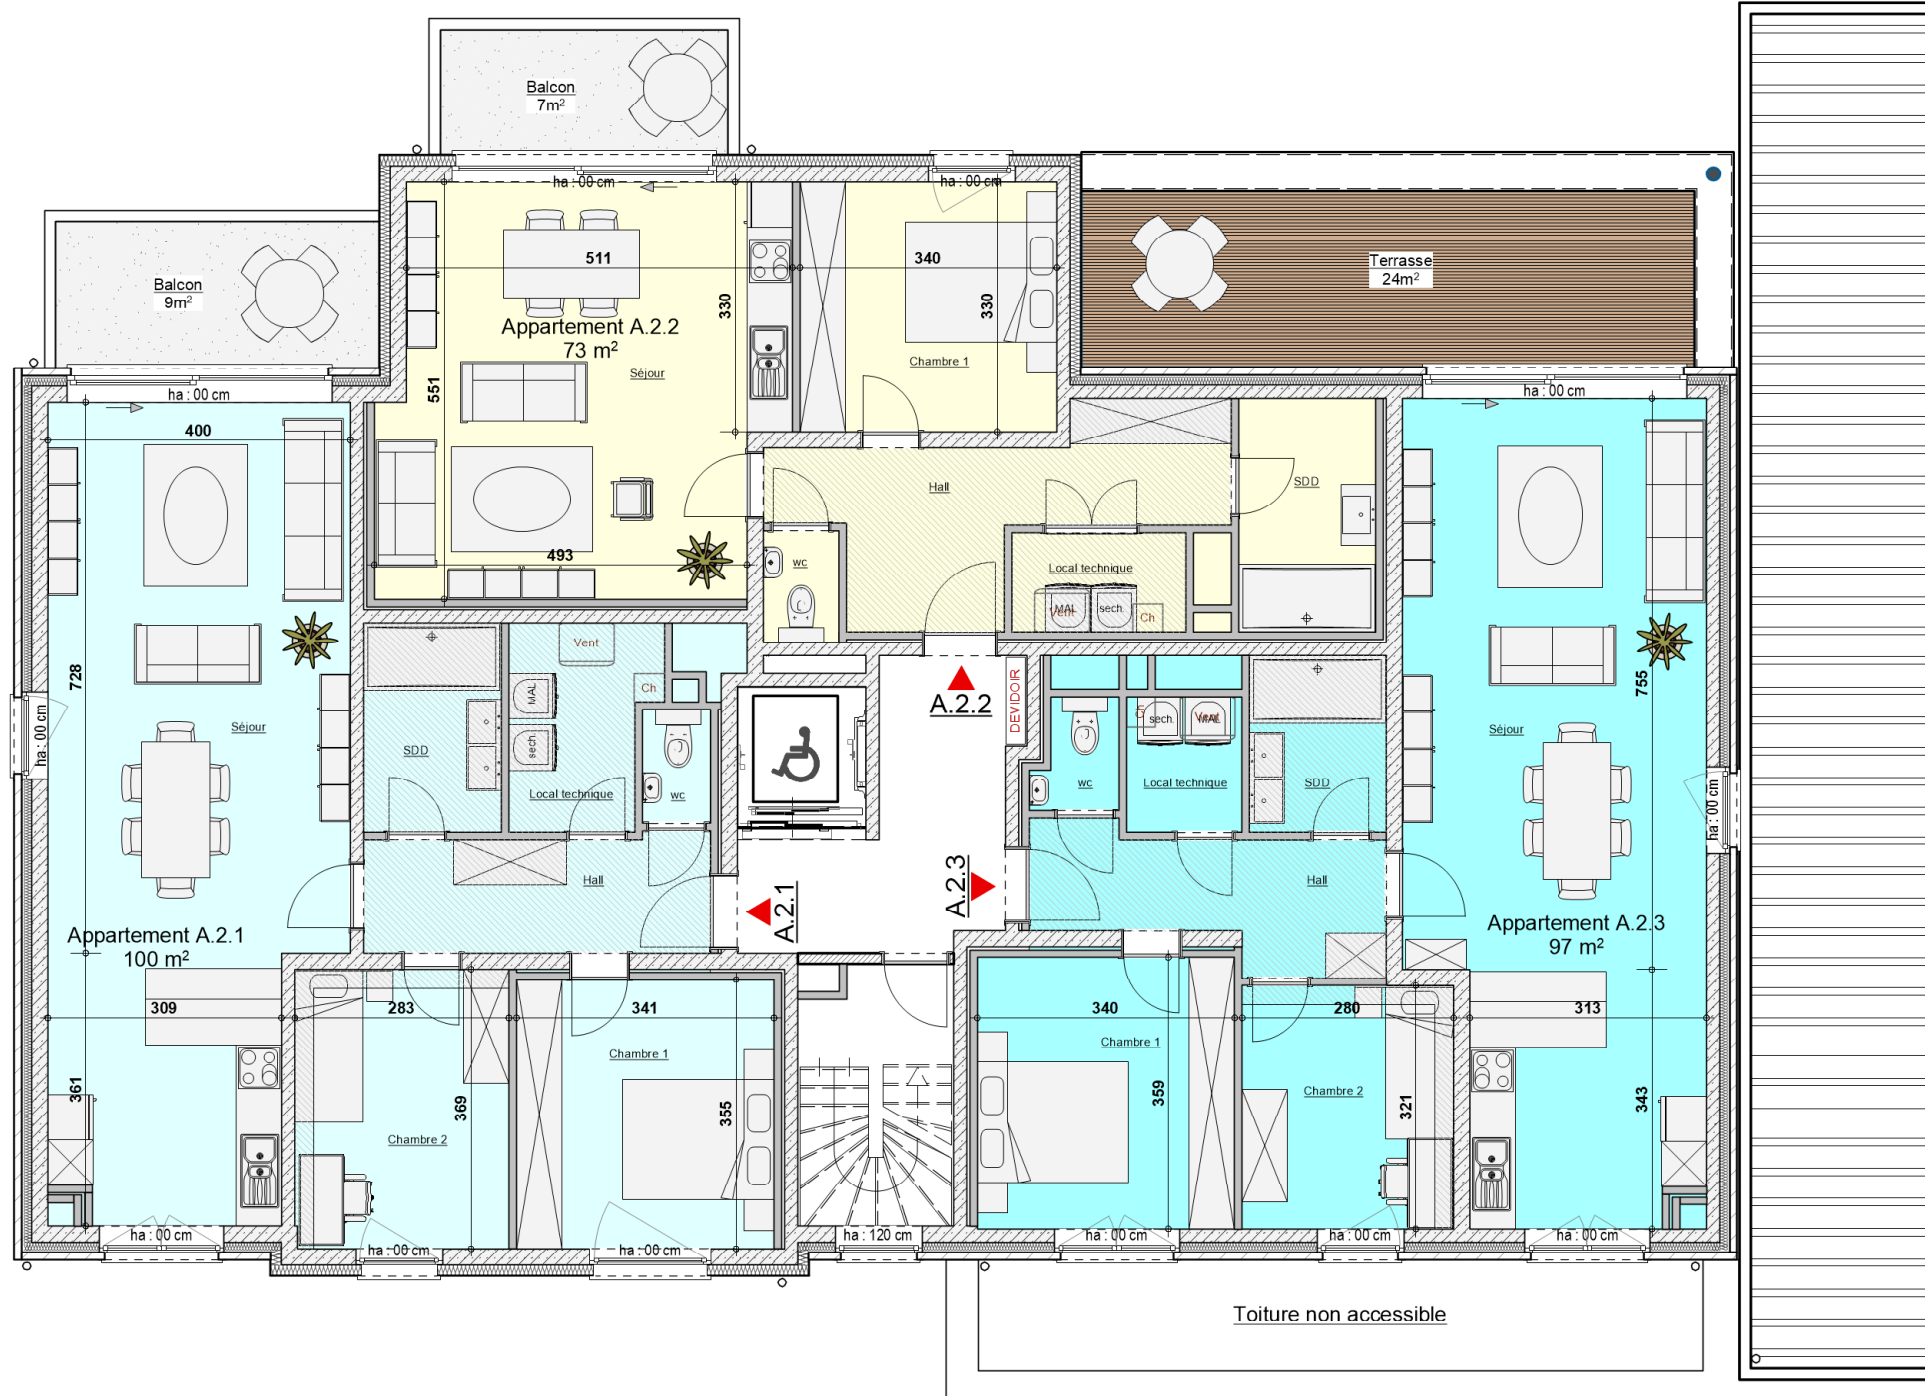 Balcon
7m²
ha : 00 cm
ha : 00 cm
Balcon
9m²
511
340
Terrasse
24m²
330
330
Appartement A.2.2
73 m²
Chambre 1
Séjour
551
ha : 00 cm
ha : 00 cm
400
Hall
SDD
493
wc
Local technique
MAL
Vent
sech.
Ch
Vent
728
Ch
MAL
A.2.2
DEVIDOIR
755
Ch
sech.
MAL
Vent
Séjour
ha : 00 cm
SDD
sech.
Local technique
wc
wc
Local technique
SDD
Séjour
ha : 00 cm
Hall
A.2.1
A.2.3
Hall
Appartement A.2.1
100 m²
Appartement A.2.3
97 m²
309
283
341
340
280
313
Chambre 1
Chambre 1
361
369
355
359
Chambre 2
321
343
Chambre 2
ha : 00 cm
ha : 00 cm
ha : 00 cm
ha : 120 cm
ha : 00 cm
ha : 00 cm
ha : 00 cm
Toiture non accessible